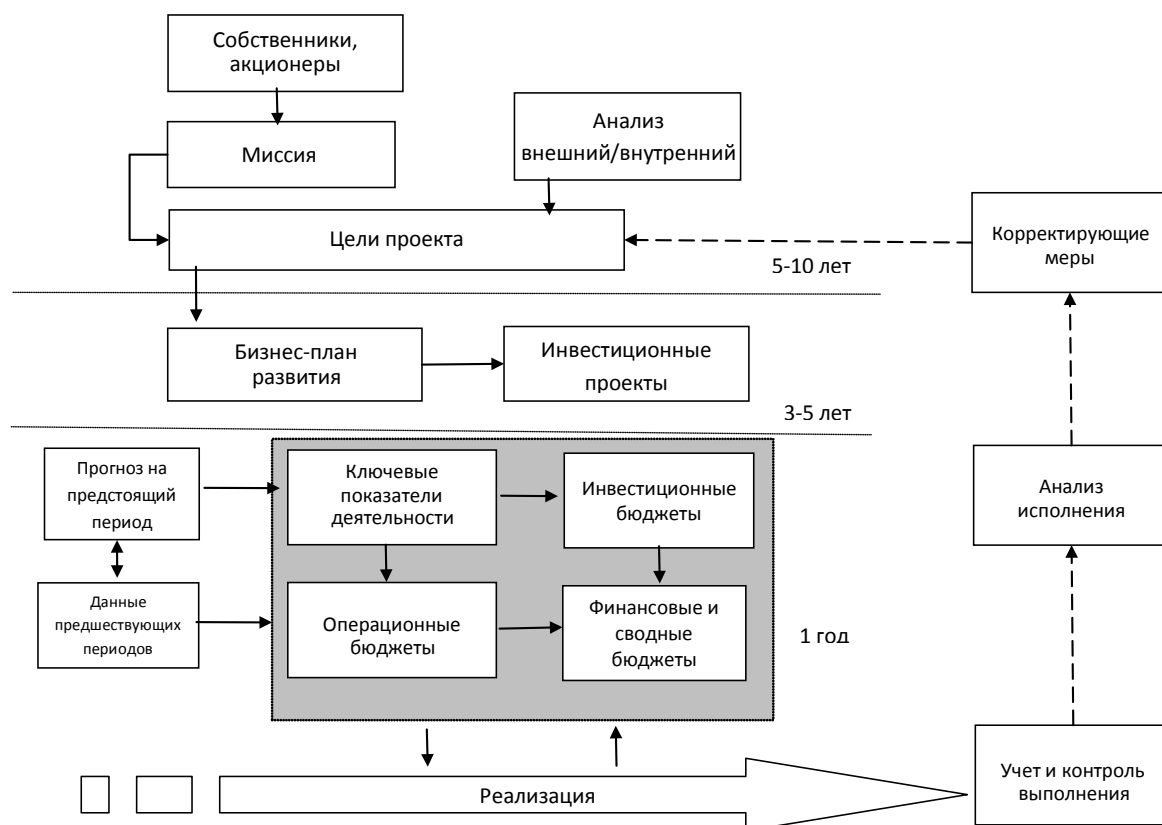 Собственники,
акционеры
Анализ
внешний/внутренний
Миссия
Цели проекта
Корректирующие
меры
5-10 лет
Бизнес-план
развития
Инвестиционные
проекты
3-5 лет
Прогноз на
предстоящий
период
Ключевые
показатели
деятельности
Инвестиционные
бюджеты
Анализ
исполнения
Данные
предшествующих
периодов
Операционные
бюджеты
Финансовые и
сводные
бюджеты
1 год
Реализация
Учет и контроль
выполнения